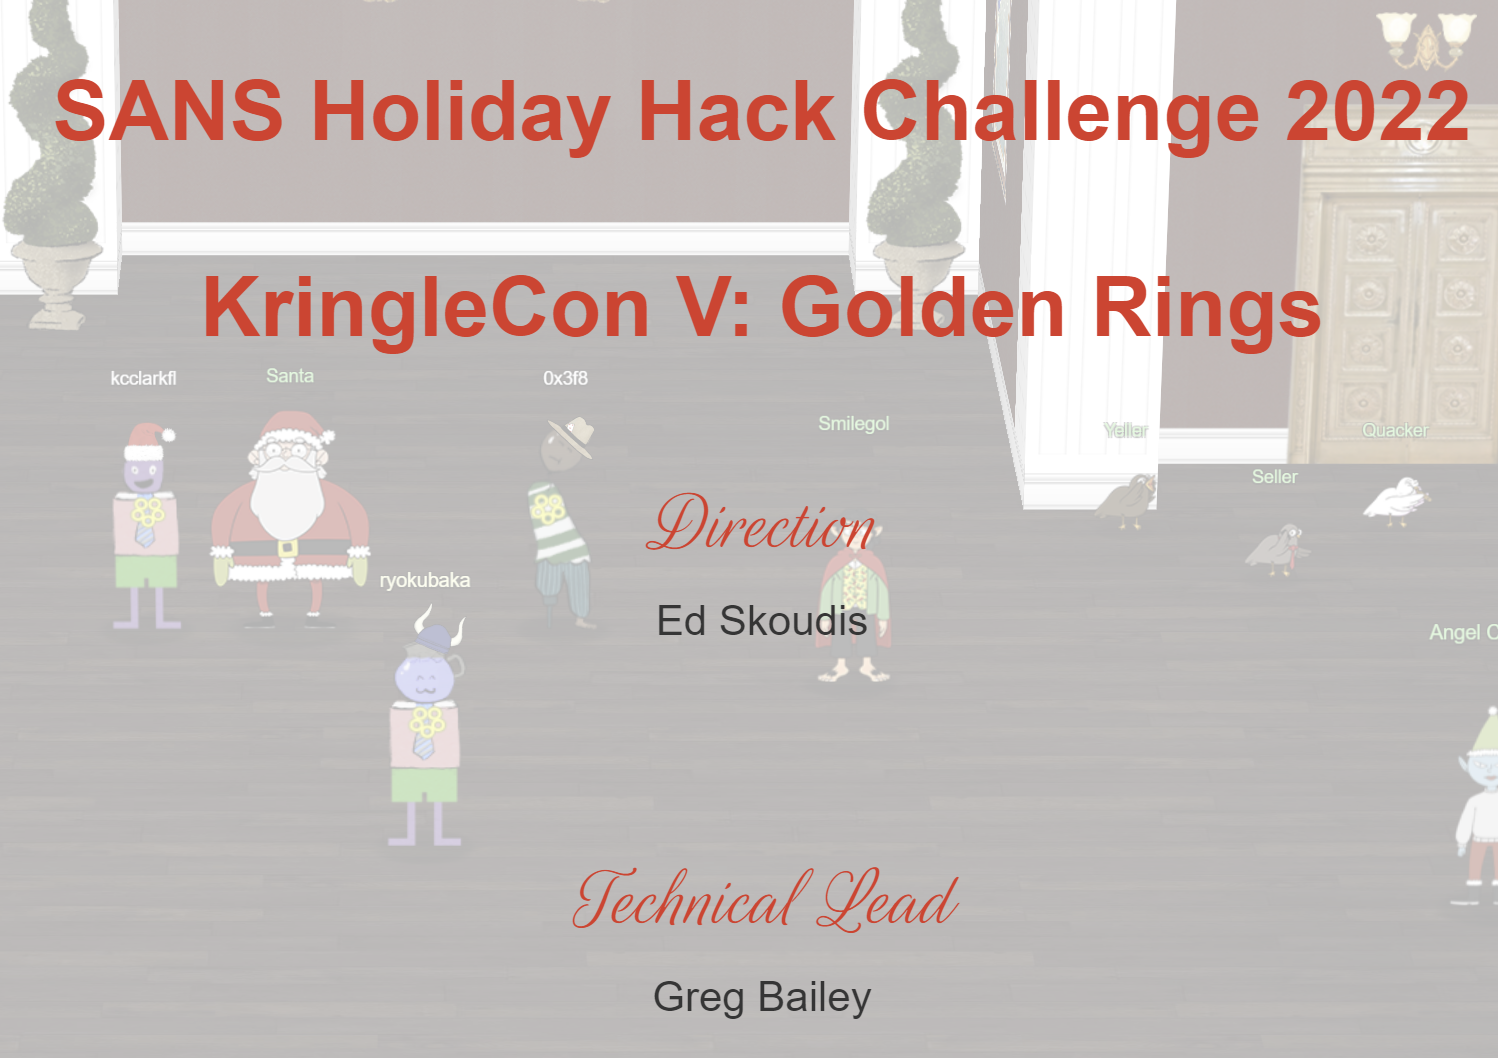 SANS Holiday Hack Challenge 2022
KringleCon V: Golden Rings
kcclarkfl
Santa
0x3f8
Smilegol
Yeller
Quacker
Seller
Direction
ryokubaka
Ed Skoudis
Angel C
Technical Lead
Greg Bailey